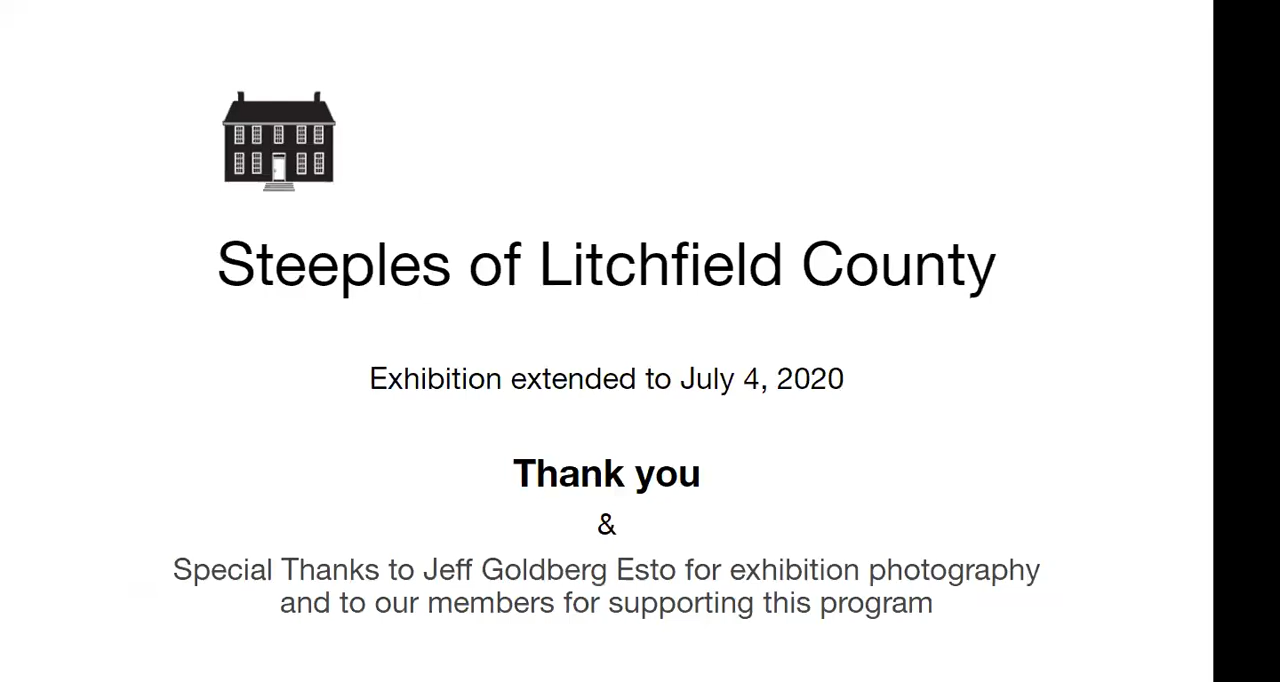 Steeples of Litchfield County
Exhibition extended to July 4, 2020
Thank you
&
Special Thanks to Jeff Goldberg Esto for exhibition photography
and to our members for supporting this program